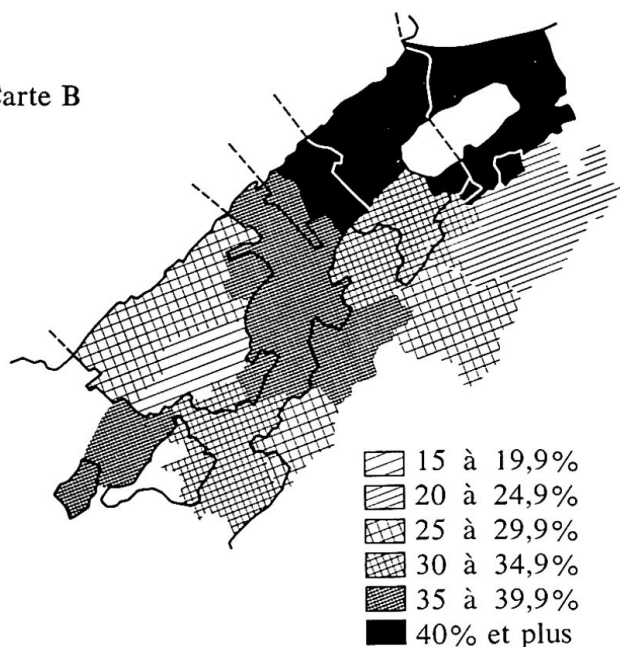 Carte B
15 à 19,9%
20 à 24,9%
25 à 29,9%
30 à 34,9%
35 à 39,9%
40% et plus